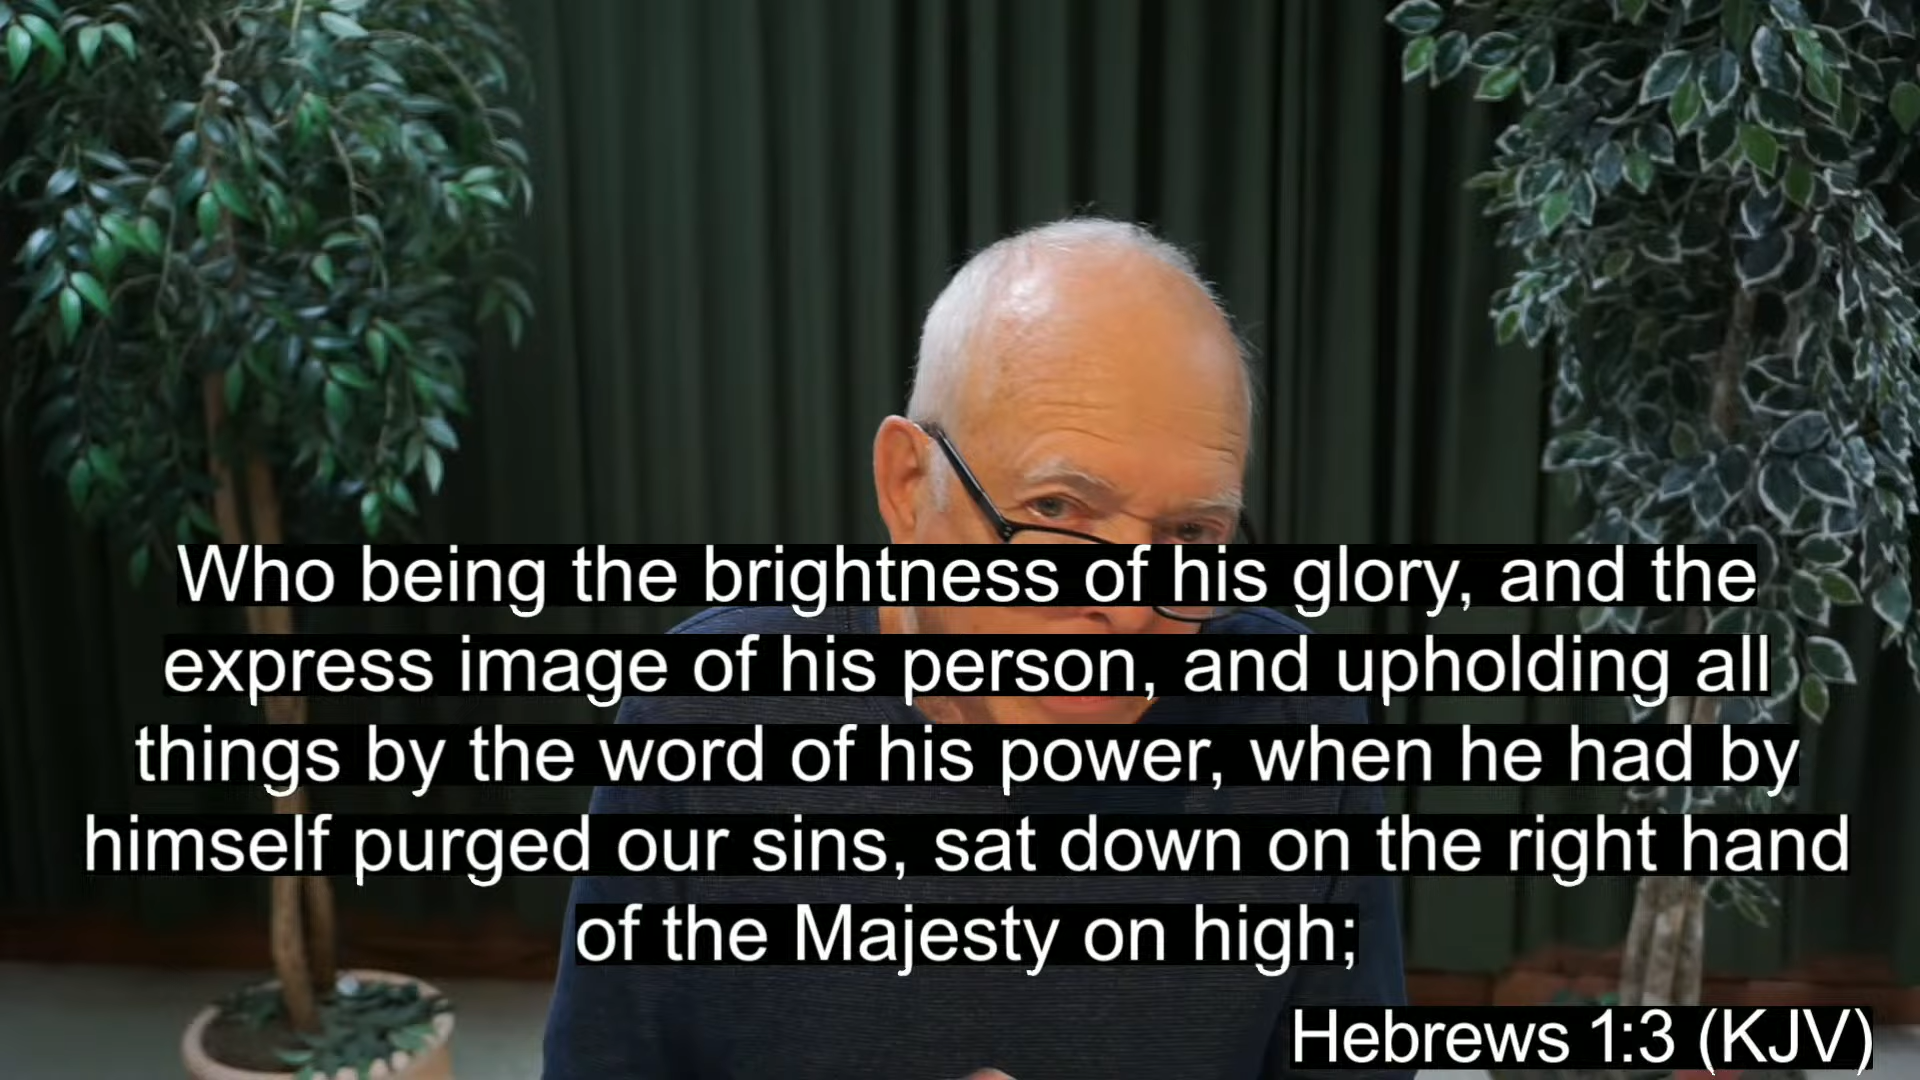 Who being the brightness of his glory, and the
express image of his person, and upholding all
things by the word of his power, when he had by
himself purged our sins, sat down on the right hand
of the Majesty on high;
Hebrews 1:3 (KJV)